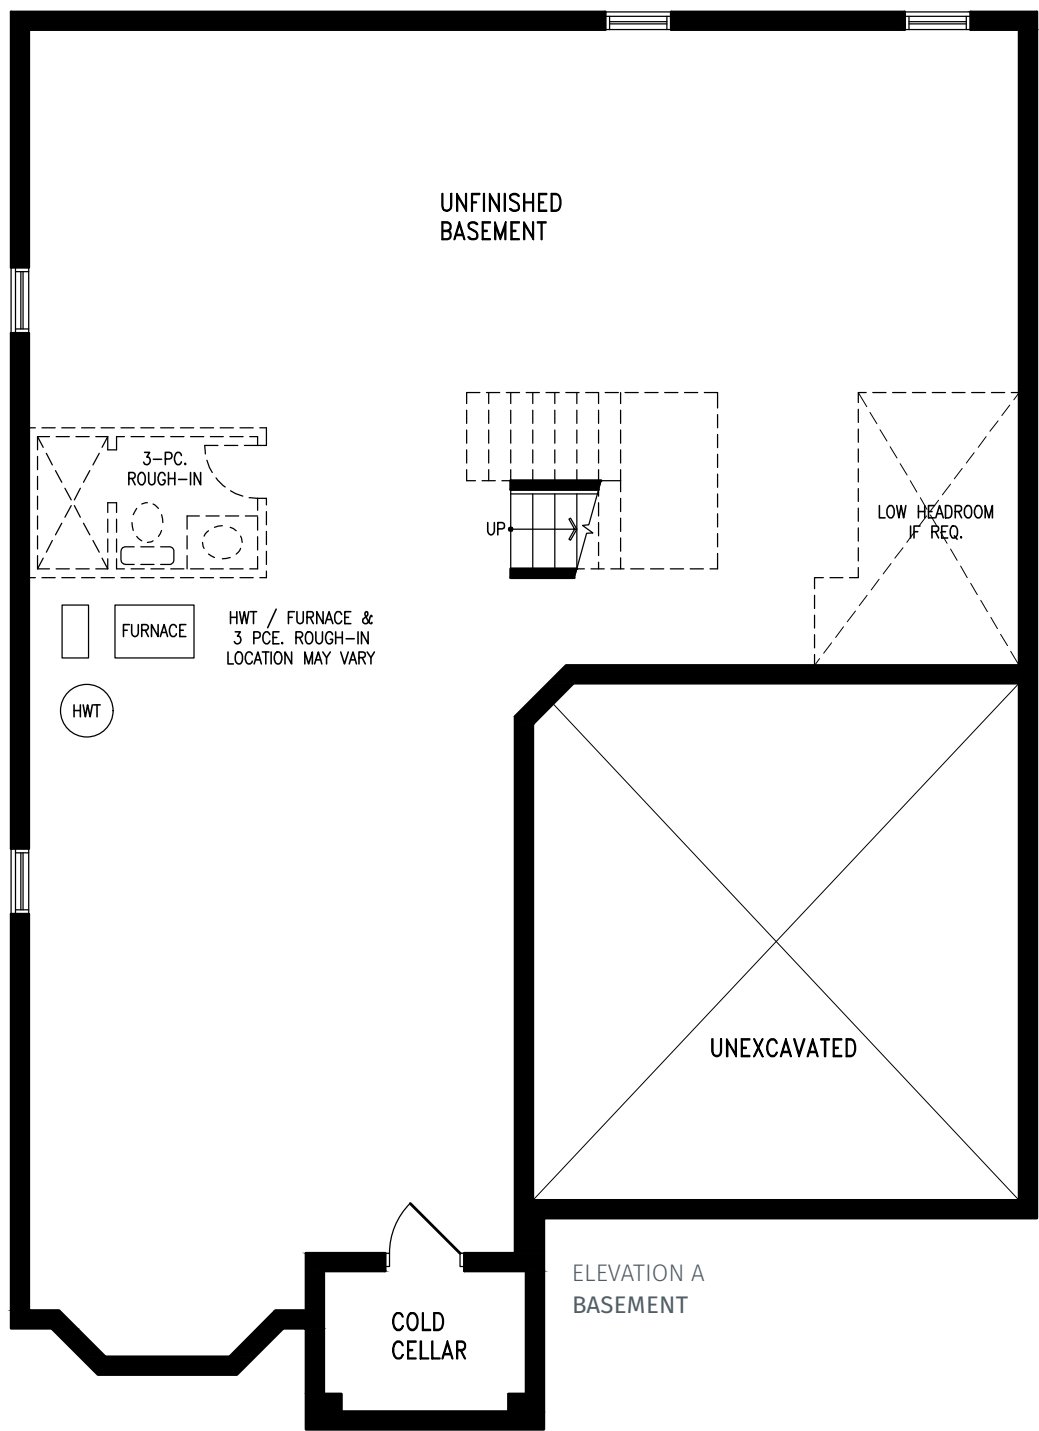 UNFINISHED
BASEMENT
3-PC.
ROUGH-IN
UP
LOW HEADROOM
IF REQ.
FURNACE
HWT / FURNACE &
3 PCE. ROUGH-IN
LOCATION MAY VARY
HWT
UNEXCAVATED
ELEVATION A
BASEMENT
COLD
CELLAR